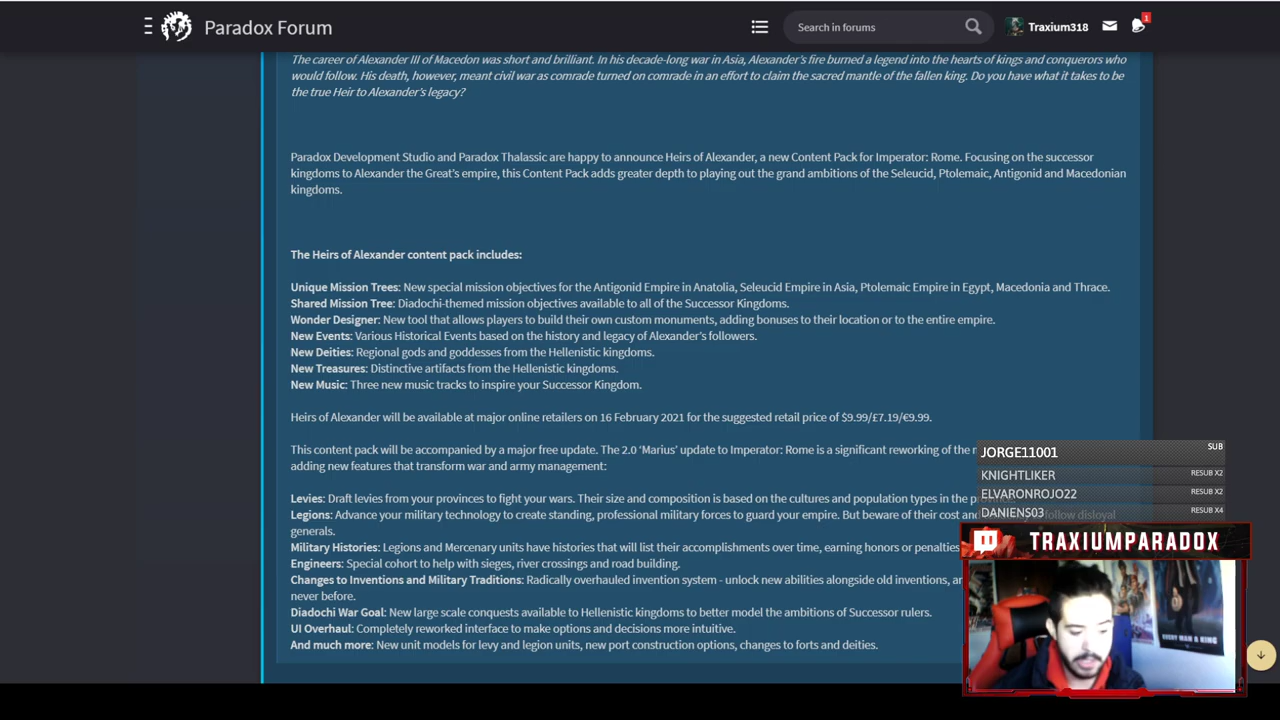 Paradox Forum
Search in forums
Traxium318
1
The career of Alexander III of Macedon was short and brilliant. In his decade-long war in Asia, Alexander's fire burned a legend into the hearts of kings and conquerors who
would follow. His death, however, meant civil war as comrade turned on comrade in an effort to claim the sacred mantle of the fallen king. Do you have what it takes to be
the true Heir to Alexander's legacy?
Paradox Development Studio and Paradox Thalassic are happy to announce Heirs of Alexander, a new Content Pack for Imperator: Rome. Focusing on the successor
kingdoms to Alexander the Great's empire, this Content Pack adds greater depth to playing out the grand ambitions of the Seleucid, Ptolemaic, Antigonid and Macedonian
kingdoms.
The Heirs of Alexander content pack includes:
Unique Mission Trees: New special mission objectives for the Antigonid Empire in Anatolia, Seleucid Empire in Asia, Ptolemaic Empire in Egypt, Macedonia and Thrace.
Shared Mission Tree: Diadochi-themed mission objectives available to all of the Successor Kingdoms.
Wonder Designer: New tool that allows players to build their own custom monuments, adding bonuses to their location or to the entire empire.
New Events: Various Historical Events based on the history and legacy of Alexander's followers.
New Deities: Regional gods and goddesses from the Hellenistic kingdoms.
New Treasures: Distinctive artifacts from the Hellenistic kingdoms.
New Music: Three new music tracks to inspire your Successor Kingdom.
Heirs of Alexander will be available at major online retailers on 16 February 2021 for the suggested retail price of $9.99/£7.19/€9.99.
This content pack will be accompanied by a major free update. The 2.0 'Marius' update to Imperator: Rome is a significant reworking of the
adding new features that transform war and army management:
Levies: Draft levies from your provinces to fight your wars. Their size and composition is based on the cultures and population types in the
Legions: Advance your military technology to create standing, professional military forces to guard your empire. But beware of their cost and follow disloyal
generals.
Military Histories: Legions and Mercenary units have histories that will list their accomplishments over time, earning honors or penalties
Engineers: Special cohort to help with sieges, river crossings and road building.
Changes to Inventions and Military Traditions: Radically overhauled invention system - unlock new abilities alongside old inventions,
never before.
Diadochi War Goal: New large scale conquests available to Hellenistic kingdoms to better model the ambitions of Successor rulers.
UI Overhaul: Completely reworked interface to make options and decisions more intuitive.
And much more: New unit models for levy and legion units, new port construction options, changes to forts and deities.
JORGE11001 SUB
KNIGHTLIKER RESUB X2
ELVARONROJO22 RESUB X2
DANIENS03 RESUB X4
TRAXIUMPARADOX
EVERY MAN A KING